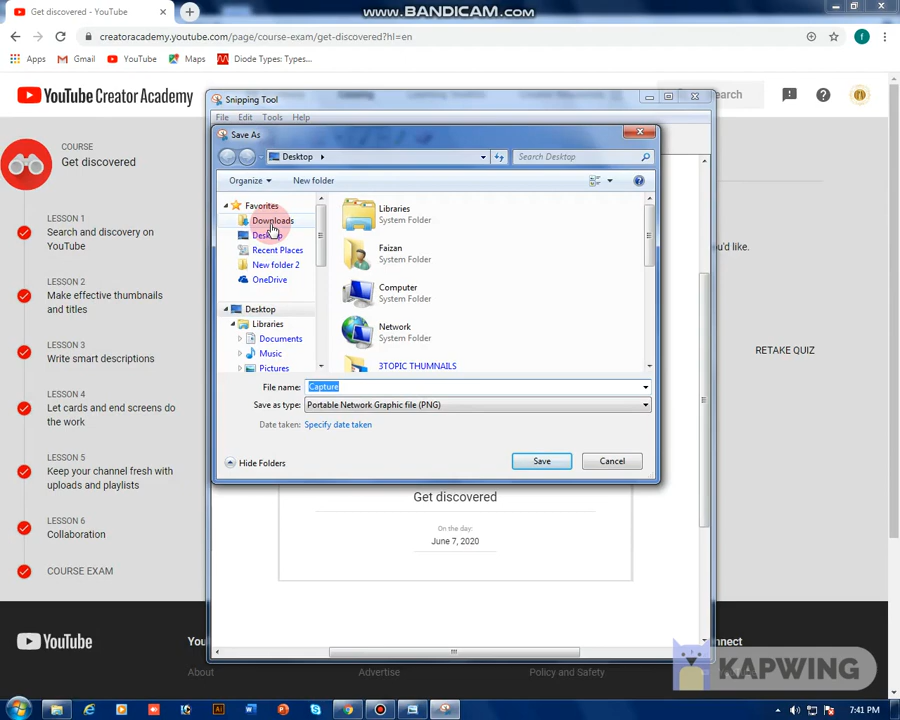 www.BANDICAM.com
Get discovered - YouTube
f
creatoracademy.youtube.com/page/course-exam/get-discovered?hl=en
Apps
Gmail
YouTube
Maps
Diode Types: Types...
YouTube Creator Academy
earch
COURSE
Get discovered
LESSON 1
Search and discovery on
YouTube
LESSON 2
Make effective thumbnails
and titles
LESSON 3
Write smart descriptions
LESSON 4
Let cards and end screens do
the work
LESSON 5
Keep your channel fresh with
uploads and playlists
LESSON 6
Collaboration
COURSE EXAM
Snipping Tool
File Edit Tools Help
Save As
Desktop
Search Desktop
Organize
New folder
Favorites
Downloads
Desktop
Recent Places
New folder 2
OneDrive
Desktop
Libraries
Documents
Music
Pictures
Libraries
System Folder
Faizan
System Folder
Computer
System Folder
Network
System Folder
3TOPIC THUMNAILS
File name: Capture
Save as type: Portable Network Graphic file (PNG)
Date taken: Specify date taken
Hide Folders
Save
Cancel
u'd like.
RETAKE QUIZ
Get discovered
On the day:
June 7, 2020
YouTube
You
nnect
About
Advertise
Policy and Safety
KAPWING
7:41 PM